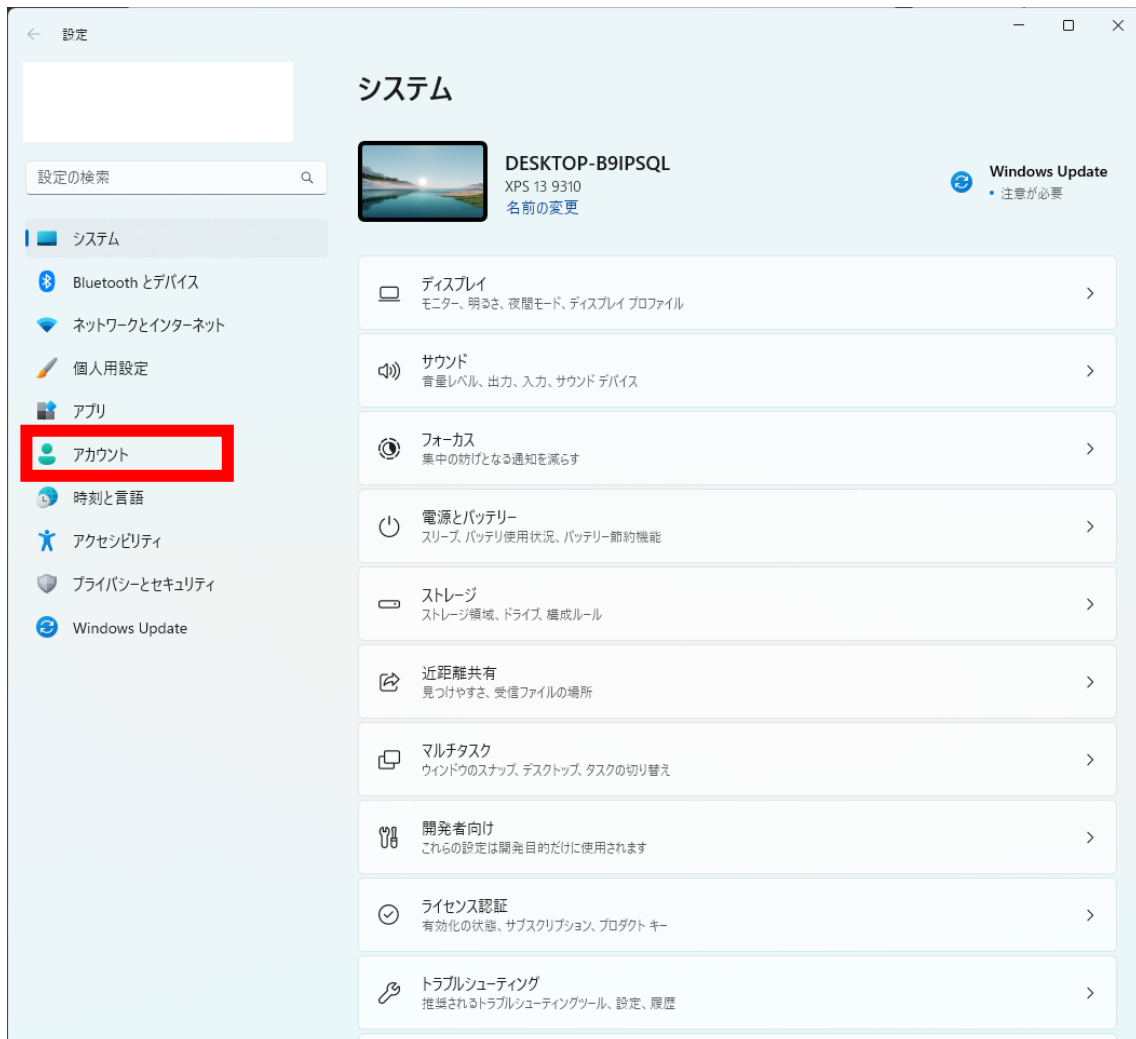 設定
システム
設定の検索
DESKTOP-B9IPSQL
XPS 13 9310
名前の変更
Windows Update
• 注意が必要
システム
Bluetooth とデバイス
ネットワークとインターネット
個人用設定
アプリ
アカウント
時刻と言語
アクセシビリティ
プライバシーとセキュリティ
Windows Update
ディスプレイ
モニター、明るさ、夜間モード、ディスプレイ プロファイル
サウンド
音量レベル、出力、入力、サウンド デバイス
フォーカス
集中の妨げとなる通知を減らす
電源とバッテリー
スリープ、バッテリ使用状況、バッテリー節約機能
ストレージ
ストレージ領域、ドライブ、構成ルール
近距離共有
見つけやすさ、受信ファイルの場所
マルチタスク
ウィンドウのスナップ、デスクトップ、タスクの切り替え
開発者向け
これらの設定は開発目的だけに使用されます
ライセンス認証
有効化の状態、サブスクリプション、プロダクト キー
トラブルシューティング
推奨されるトラブルシューティングツール、設定、履歴